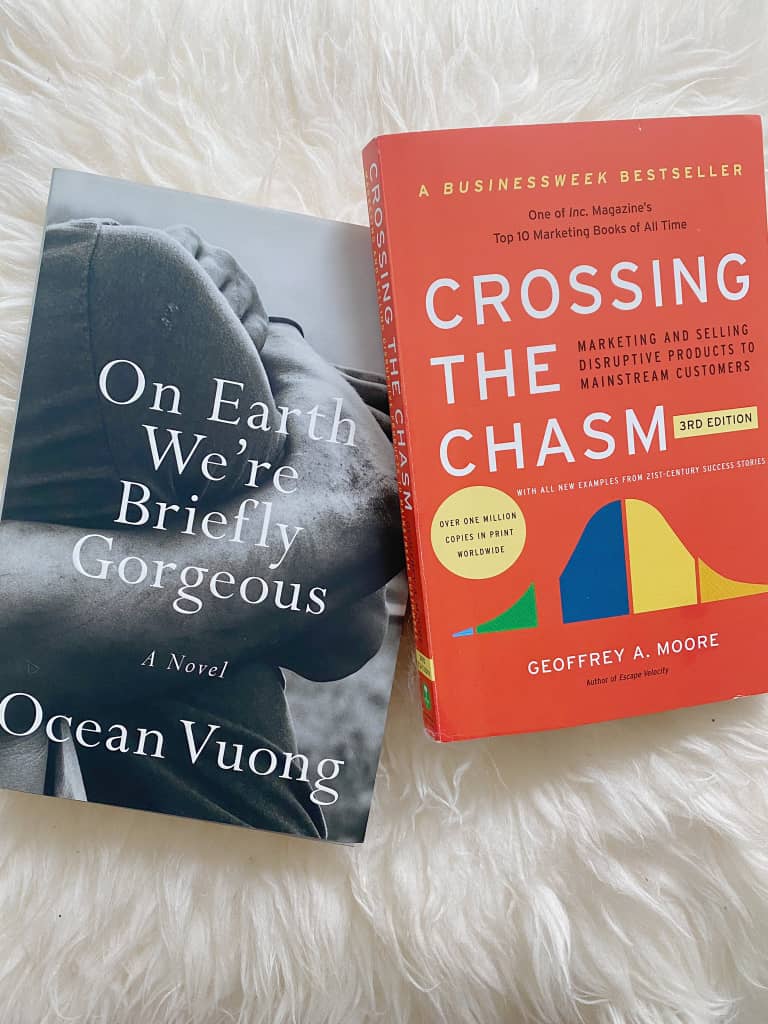 On Earth
We're
Briefly
Gorgeous
A Novel
Ocean Vuong
CROSSING THE CHASM
A BUSINESSWEEK BESTSELLER
One of Inc. Magazine's
Top 10 Marketing Books of All Time
CROSSING
THE
MARKETING AND SELLING
DISRUPTIVE PRODUCTS TO
MAINSTREAM CUSTOMERS
CHASM
3RD EDITION
WITH ALL NEW EXAMPLES FROM 21ST-CENTURY SUCCESS STORIES
OVER ONE MILLION
COPIES IN PRINT
WORLDWIDE
GEOFFREY A. MOORE
Author of Escape Velocity